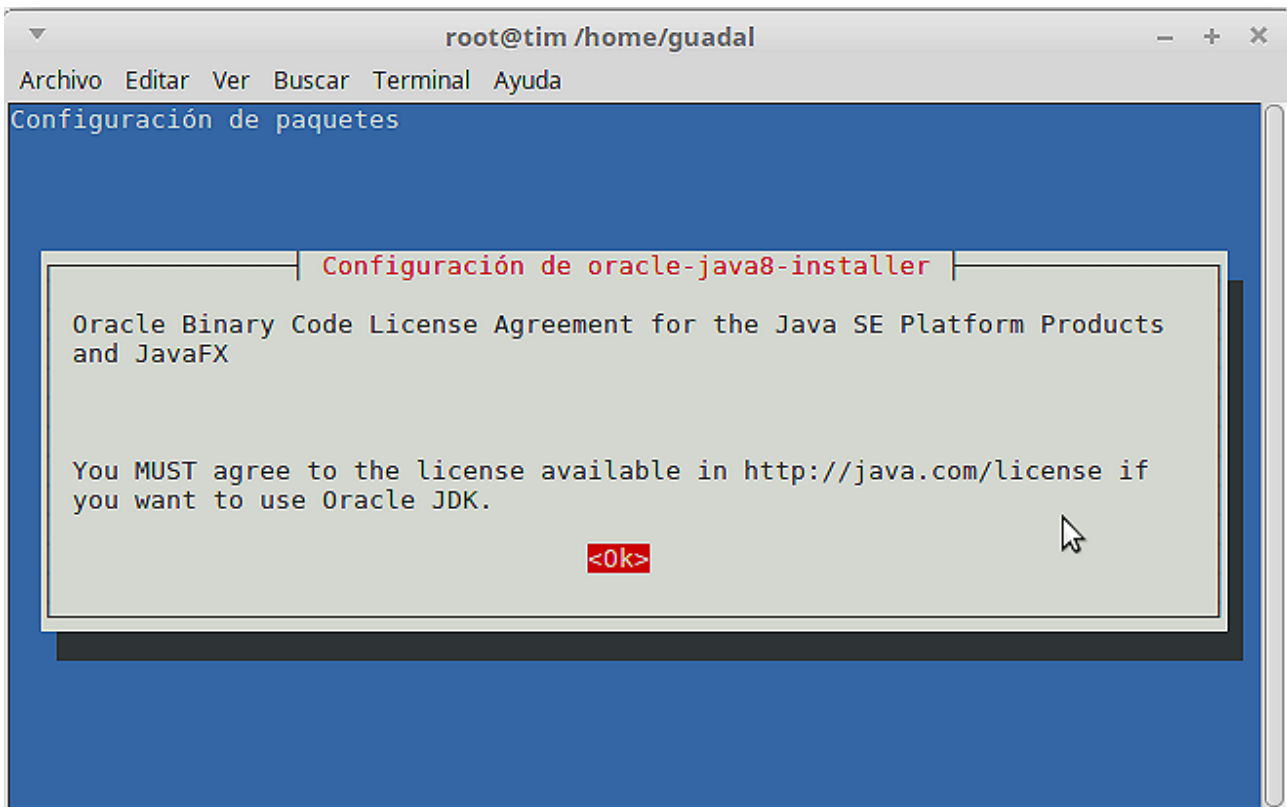 root@tim /home/guadal
Archivo Editar Ver Buscar Terminal Ayuda
Configuración de paquetes
Configuración de oracle-java8-installer
Oracle Binary Code License Agreement for the Java SE Platform Products
and JavaFX
You MUST agree to the license available in http://java.com/license if
you want to use Oracle JDK.
<Ok>